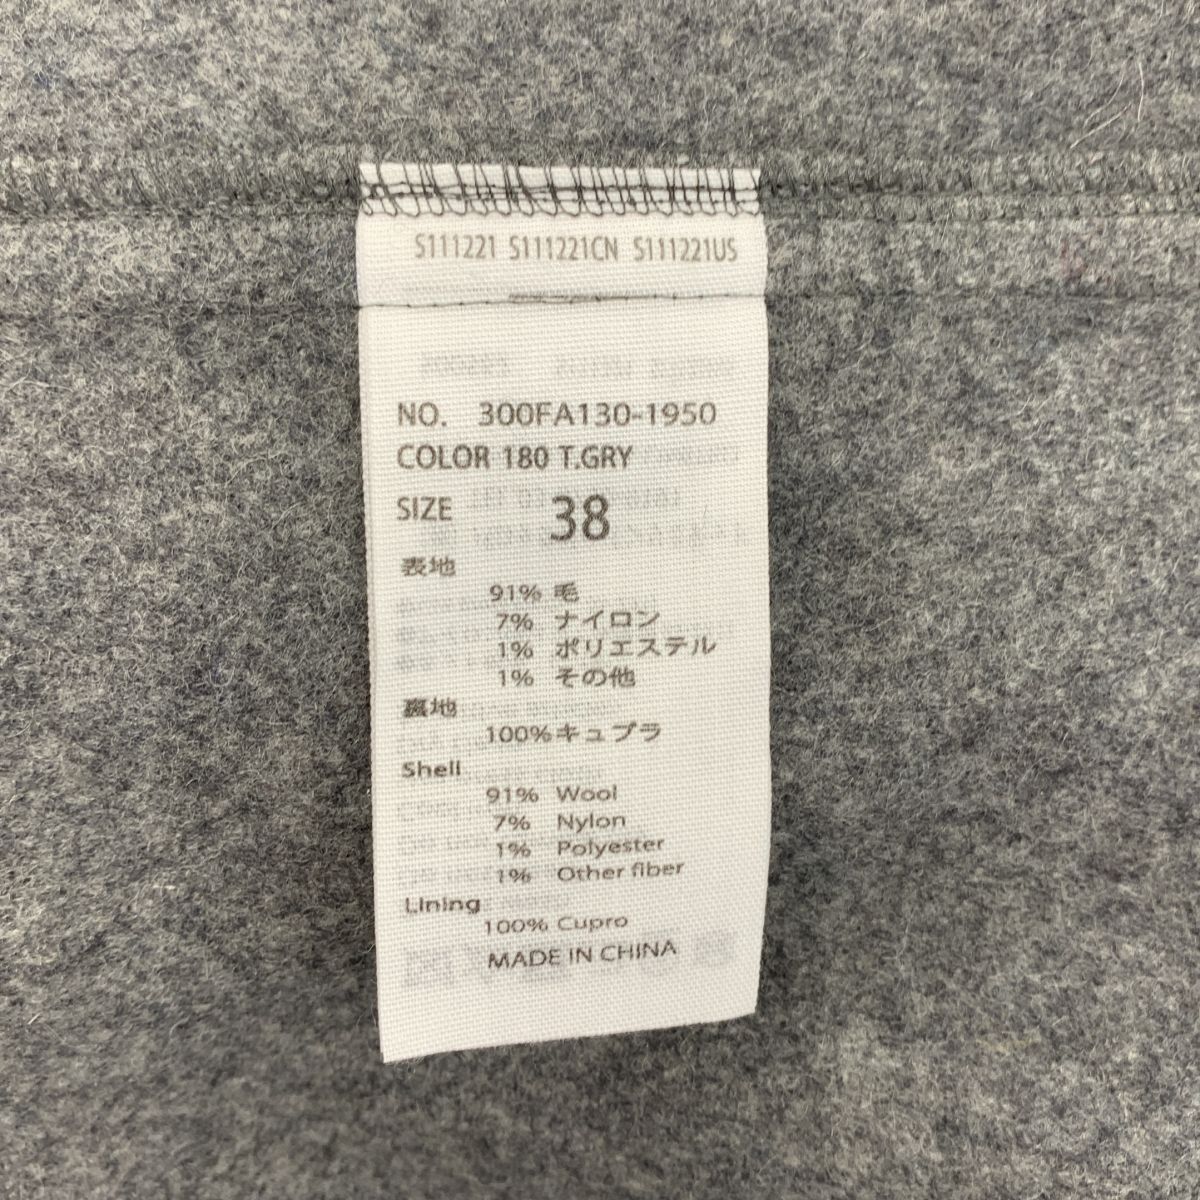 S111221 S111221CN S111221US
NO. 300FA130-1950
COLOR 180 T.GRY
SIZE 38
表地
91% 毛
7% ナイロン
1% ポリエステル
1% その他
裏地
100% キュプラ
Shell
91% Wool
7% Nylon
1% Polyester
1% Other fiber
Lining
100% Cupro
MADE IN CHINA